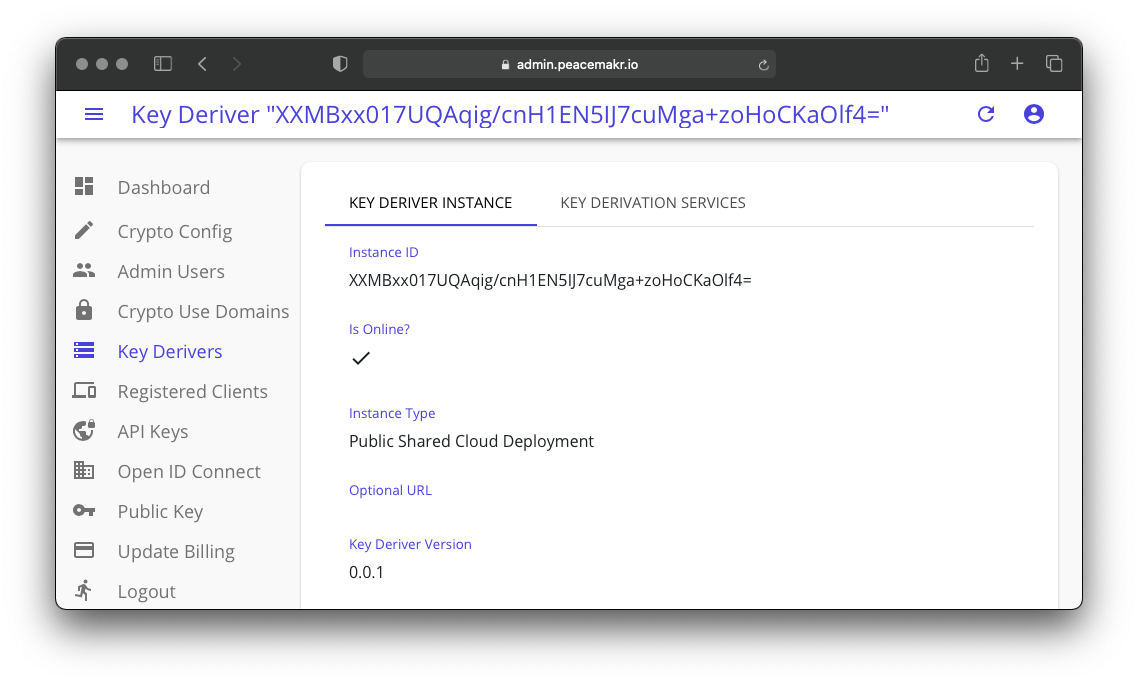 admin.peacemakr.io
Key Deriver "XXMBxx017UQAqig/cnH1EN5IJ7cuMga+zoHoCKaOlf4="
Dashboard
Crypto Config
Admin Users
Crypto Use Domains
Key Derivers
Registered Clients
API Keys
Open ID Connect
Public Key
Update Billing
Logout
KEY DERIVER INSTANCE
KEY DERIVATION SERVICES
Instance ID
XXMBxx017UQAqig/cnH1EN5IJ7cuMga+zoHoCKaOlf4=
Is Online?
Instance Type
Public Shared Cloud Deployment
Optional URL
Key Deriver Version
0.0.1